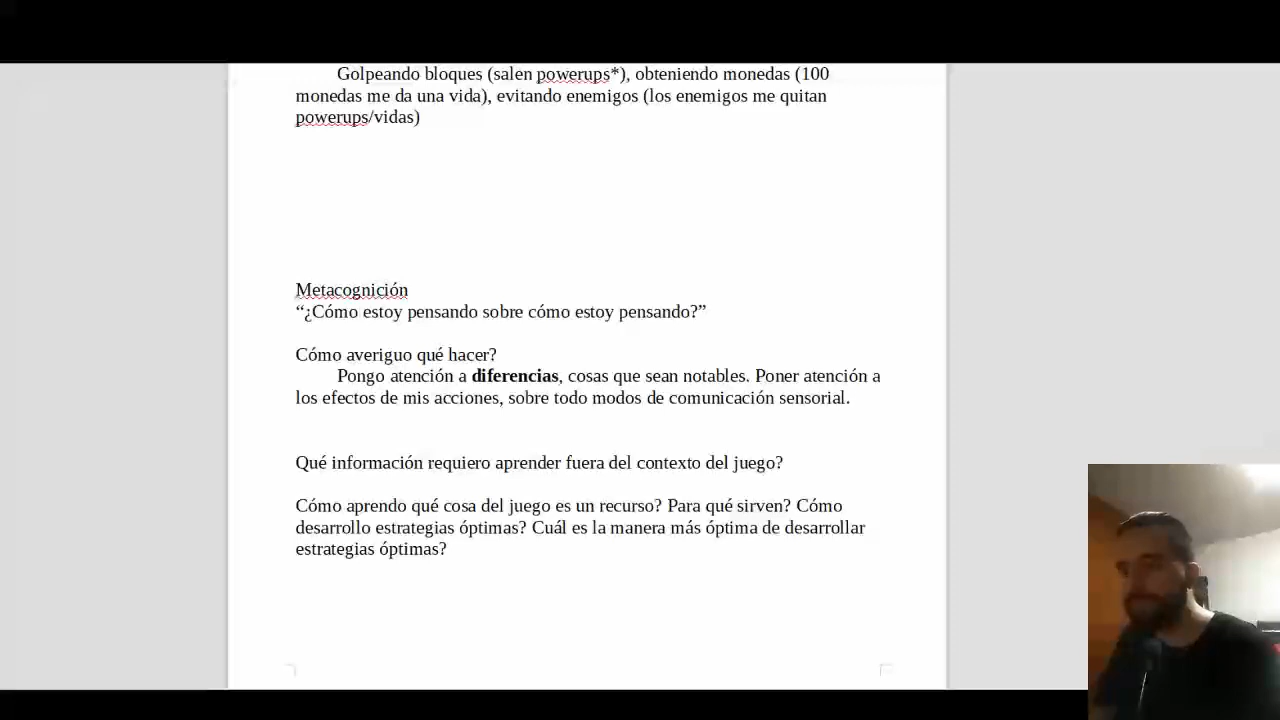 Golpeando bloques (salen powerups*), obteniendo monedas (100
monedas me da una vida), evitando enemigos (los enemigos me quitan
powerups/vidas)
Metacognición
“¿Cómo estoy pensando sobre cómo estoy pensando?”
Cómo averiguo qué hacer?
Pongo atención a diferencias, cosas que sean notables. Poner atención a
los efectos de mis acciones, sobre todo modos de comunicación sensorial.
Qué información requiero aprender fuera del contexto del juego?
Cómo aprendo qué cosa del juego es un recurso? Para qué sirven? Cómo
desarrollo estrategias óptimas? Cuál es la manera más óptima de desarrollar
estrategias óptimas?